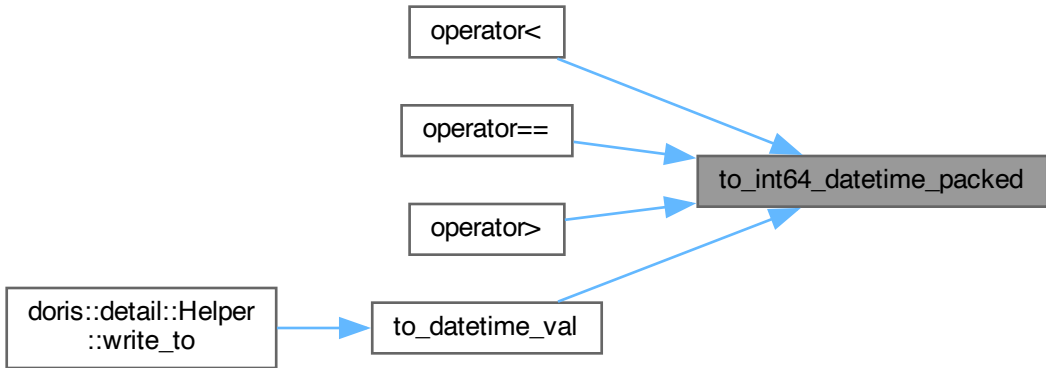 operator<
operator==
to_int64_datetime_packed
operator>
doris::detail::Helper
::write_to
to_datetime_val